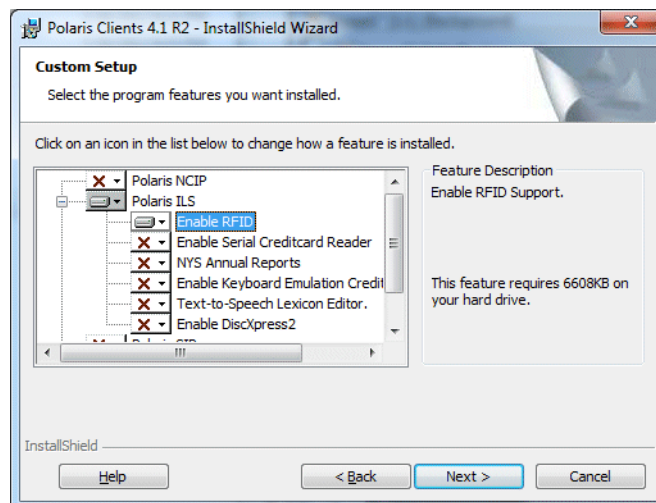 Polaris Clients 4.1 R2 - InstallShield Wizard
Custom Setup
Select the program features you want installed.
Click on an icon in the list below to change how a feature is installed.
Polaris NCIP
Polaris ILS
Enable RFID
Enable Serial Creditcard Reader
NYS Annual Reports
Enable Keyboard Emulation Credit
Text-to-Speech Lexicon Editor.
Enable DiscXpress2
Feature Description
Enable RFID Support.
This feature requires 6608KB on
your hard drive.
InstallShield
Help
< Back
Next >
Cancel